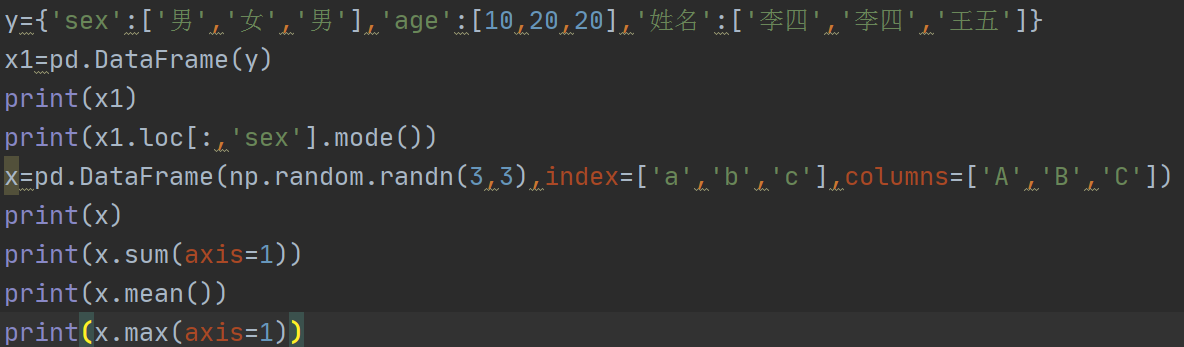 y={'sex':['男','女','男'],'age':[10,20,20],'姓名':['李四','李四','王五']}
x1=pd.DataFrame(y)
print(x1)
print(x1.loc[:,'sex'].mode())
x=pd.DataFrame(np.random.randn(3,3),index=['a','b','c'],columns=['A','B','C'])
print(x)
print(x.sum(axis=1))
print(x.mean())
print(x.max(axis=1))